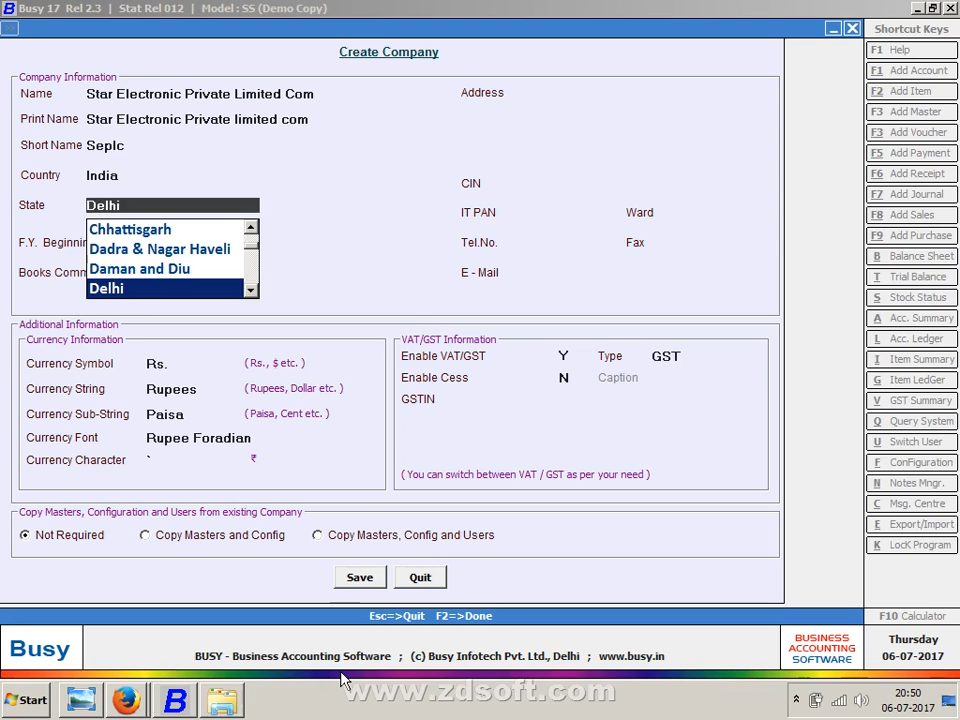 Busy 17 Rel 2.3 | Stat Rel 012 | Model : SS (Demo Copy)
Create Company
Company Information
Name Star Electronic Private Limited Com
Address
Print Name Star Electronic Private limited com
Short Name Seplc
Country India
CIN
State Delhi
IT PAN Ward
Chhattisgarh
Dadra & Nagar Haveli
Daman and Diu
Delhi
F.Y. Beginnin
Tel.No. Fax
Books Comm
E - Mail
Additional Information
Currency Information
Currency Symbol Rs. ( Rs., $ etc. )
Currency String Rupees ( Rupees, Dollar etc. )
Currency Sub-String Paisa ( Paisa, Cent etc. )
Currency Font Rupee Foradian
Currency Character ` ₹
VAT/GST Information
Enable VAT/GST Y Type GST
Enable Cess N Caption
GSTIN
( You can switch between VAT / GST as per your need )
Copy Masters, Configuration and Users from existing Company
Not Required Copy Masters and Config Copy Masters, Config and Users
Save Quit
Esc=>Quit F2=>Done
Shortcut Keys
F1 Help
F1 Add Account
F2 Add Item
F3 Add Master
F3 Add Voucher
F5 Add Payment
F6 Add Receipt
F7 Add Journal
F8 Add Sales
F9 Add Purchase
B Balance Sheet
T Trial Balance
S Stock Status
A Acc. Summary
L Acc. Ledger
I Item Summary
G Item LedGer
V GST Summary
Q Query System
U Switch User
F ConFiguration
N Notes Mngr.
C Msg. Centre
E Export/Import
K LocK Program
F10 Calculator
Busy
BUSY - Business Accounting Software ; (c) Busy Infotech Pvt. Ltd., Delhi ; www.busy.in
BUSINESS
ACCOUNTING
SOFTWARE
Thursday
06-07-2017
Start
B
www.zdsoft.com
20:50
06-07-2017